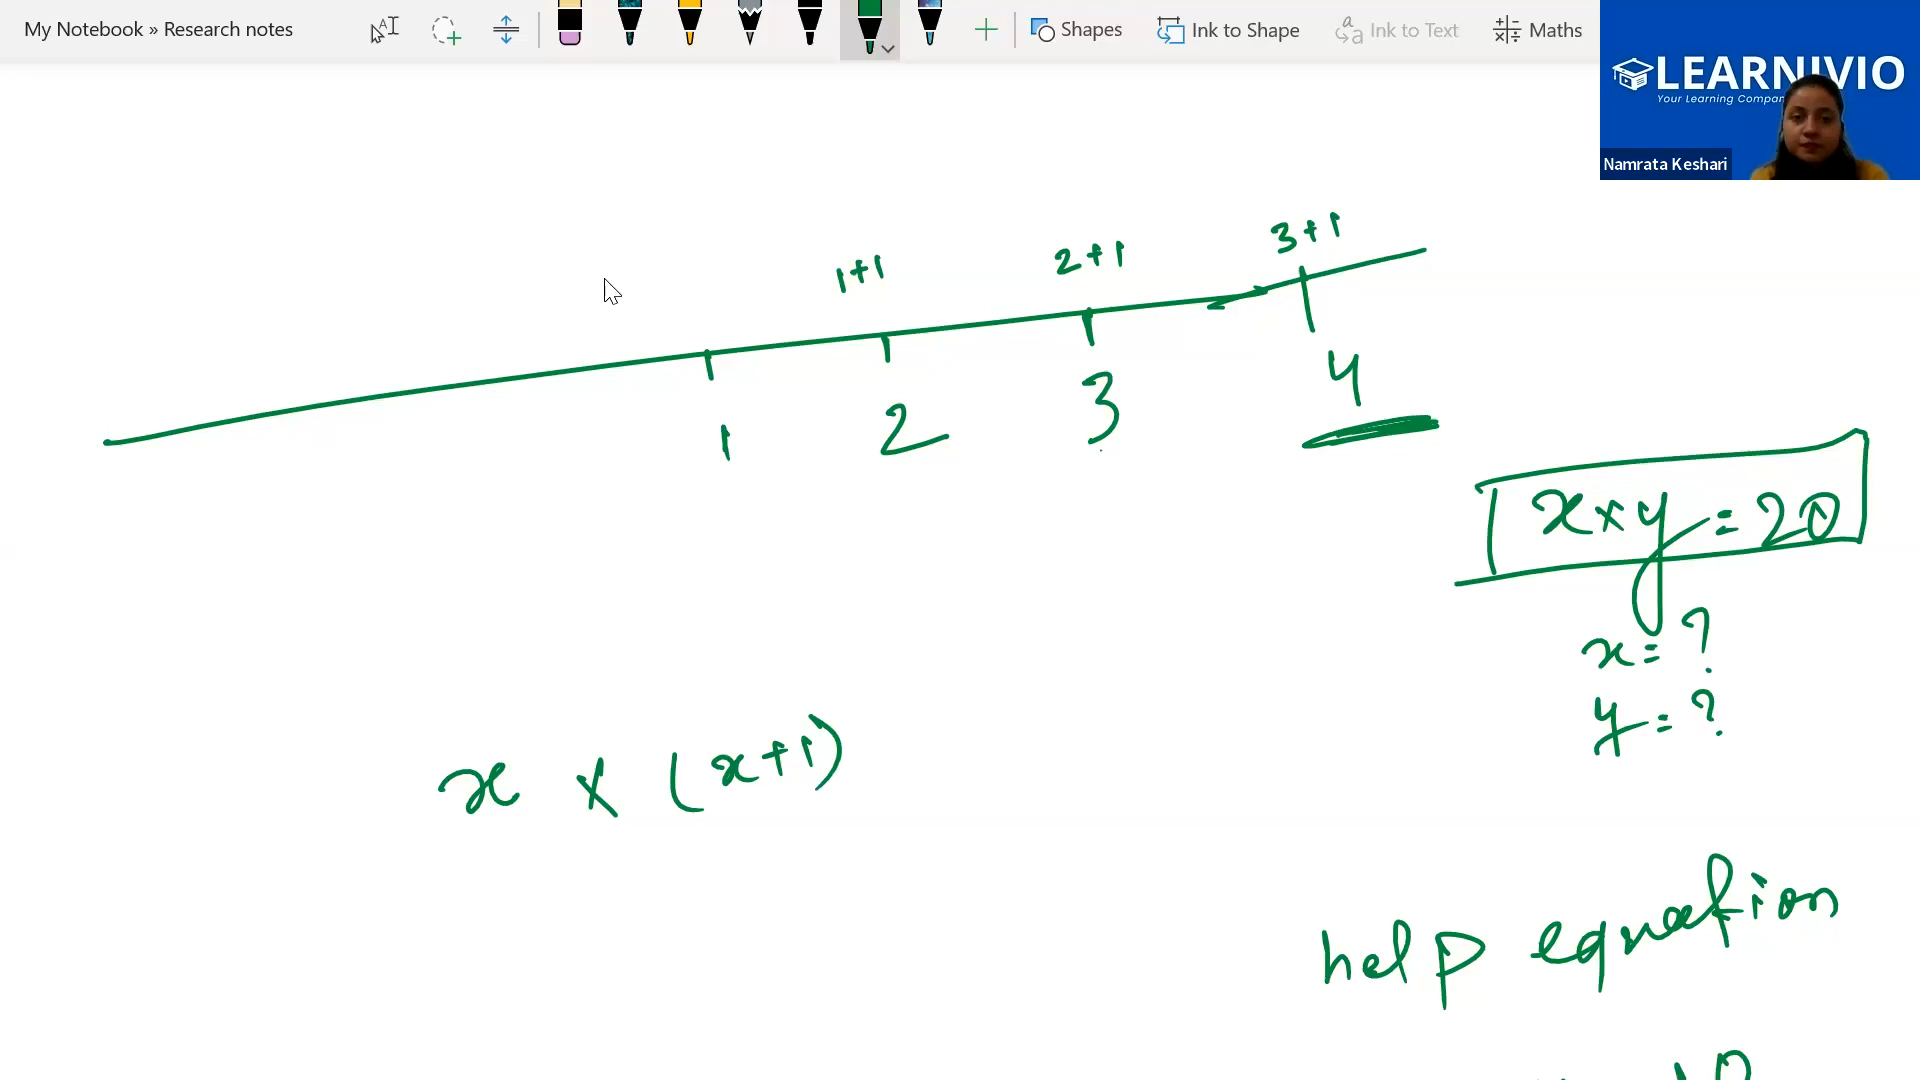 My Notebook » Research notes
Shapes
Ink to Shape
Ink to Text
Maths
LEARNIVIO
Your Learning Company
Namrata Keshari
1+1
2+1
3+1
1
2
3
4
x×y=20
x=?
y=?
x × (x+1)
help equation